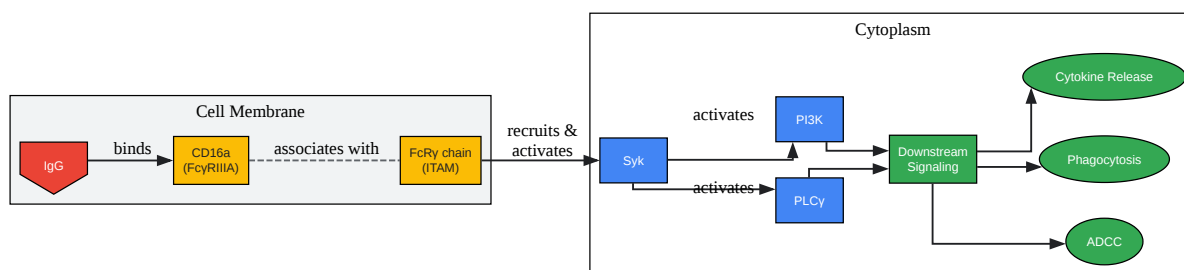 Cytoplasm
Cell Membrane
IgG
binds
CD16a
(FcγRIIIA)
associates with
FcRγ chain
(ITAM)
recruits &
activates
Syk
activates
PI3K
activates
PLCγ
Downstream
Signaling
Cytokine Release
Phagocytosis
ADCC